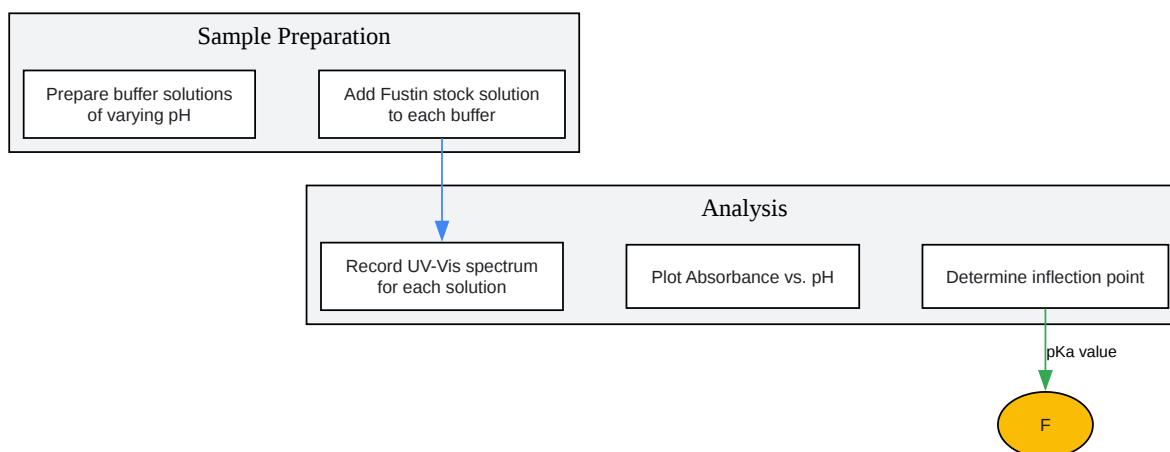 Sample Preparation
Prepare buffer solutions
of varying pH
Add Fustin stock solution
to each buffer
Analysis
Record UV-Vis spectrum
for each solution
Plot Absorbance vs. pH
Determine inflection point
pKa value
F